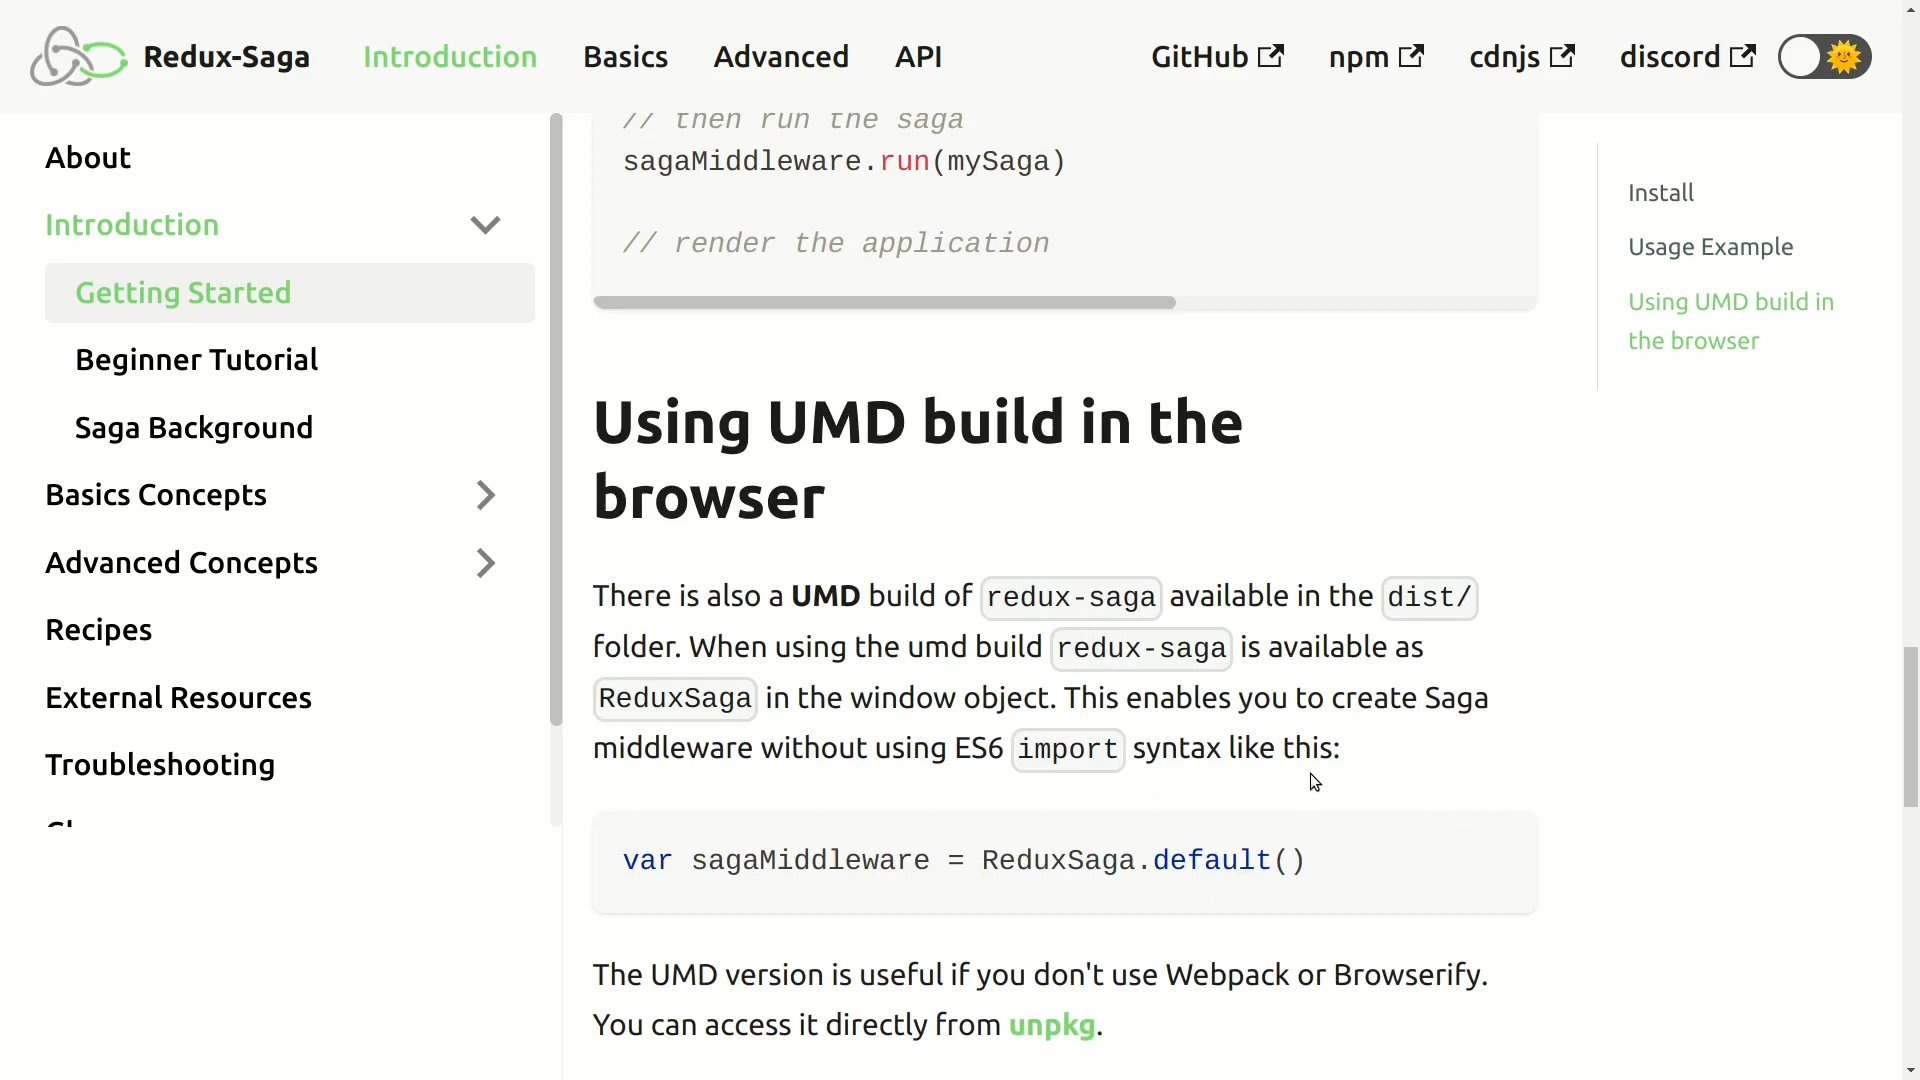 Redux-Saga Introduction Basics Advanced API GitHub npm cdnjs discord
About
Introduction
Getting Started
Beginner Tutorial
Saga Background
Basics Concepts
Advanced Concepts
Recipes
External Resources
Troubleshooting
// then run the saga
sagaMiddleware.run(mySaga)
// render the application
Using UMD build in the
browser
There is also a UMD build of redux-saga available in the dist/
folder. When using the umd build redux-saga is available as
ReduxSaga in the window object. This enables you to create Saga
middleware without using ES6 import syntax like this:
var sagaMiddleware = ReduxSaga.default()
The UMD version is useful if you don't use Webpack or Browserify.
You can access it directly from unpkg.
Install
Usage Example
Using UMD build in
the browser